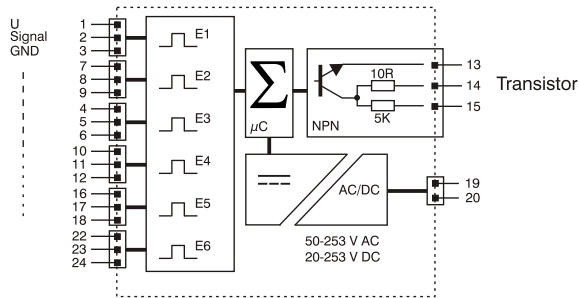 U 1
Signal 2
GND 3
7
8
9
4
5
6
10
11
12
16
17
18
22
23
24
E1
E2
E3
E4
E5
E6
Σ
µC
NPN
10R
5K
13
14
15
Transistor
AC/DC
19
20
50-253 V AC
20-253 V DC